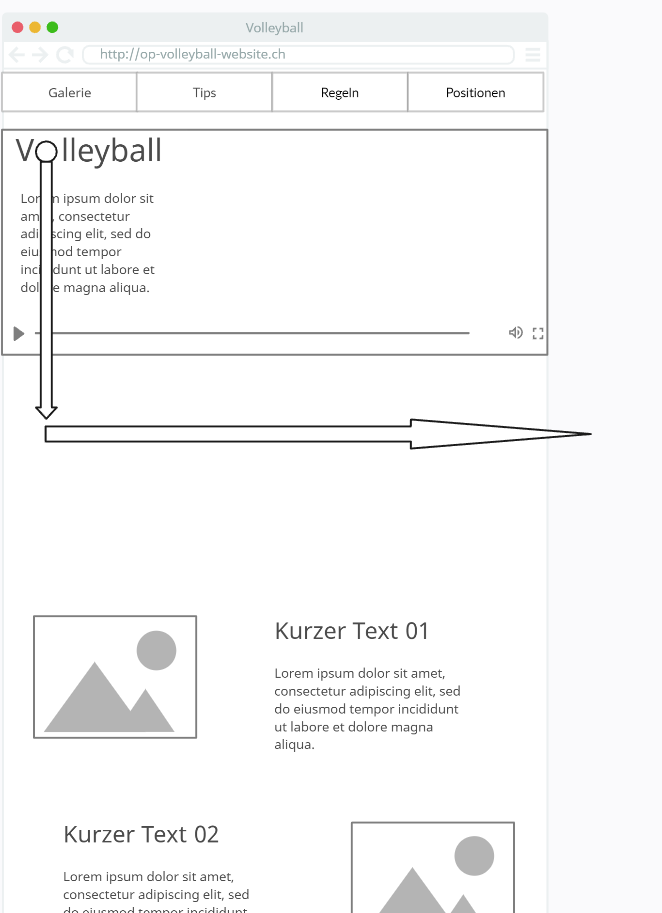 Volleyball
http://op-volleyball-website.ch
Galerie Tips Regeln Positionen
Volleyball
Lorem ipsum dolor sit
amet, consectetur
adipiscing elit, sed do
eiusmod tempor
incididunt ut labore et
dolore magna aliqua.
Kurzer Text 01
Lorem ipsum dolor sit amet,
consectetur adipiscing elit, sed
do eiusmod tempor incididunt
ut labore et dolore magna
aliqua.
Kurzer Text 02
Lorem ipsum dolor sit amet,
consectetur adipiscing elit, sed
do eiusmod tempor incididunt